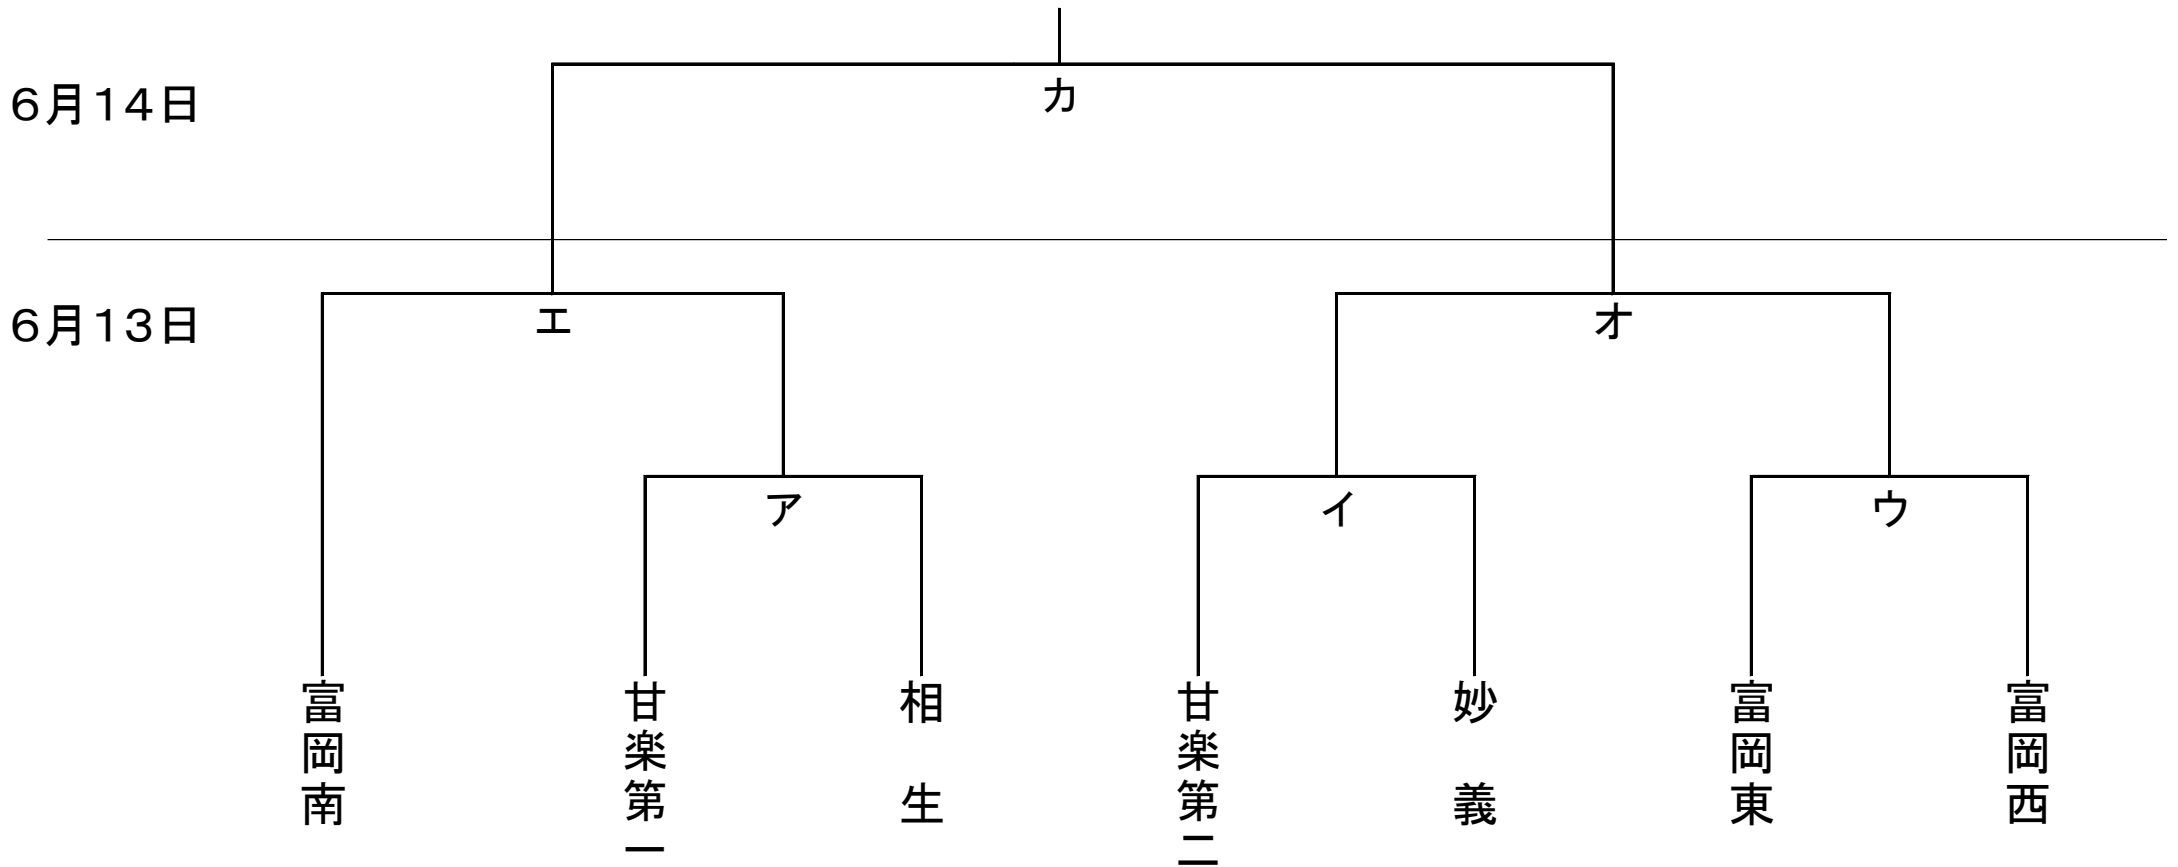 カ
６月１４日
６月１３日
エ
オ
ア
イ
ウ
富岡南
甘楽第一
相生
甘楽第二
妙義
富岡東
富岡西